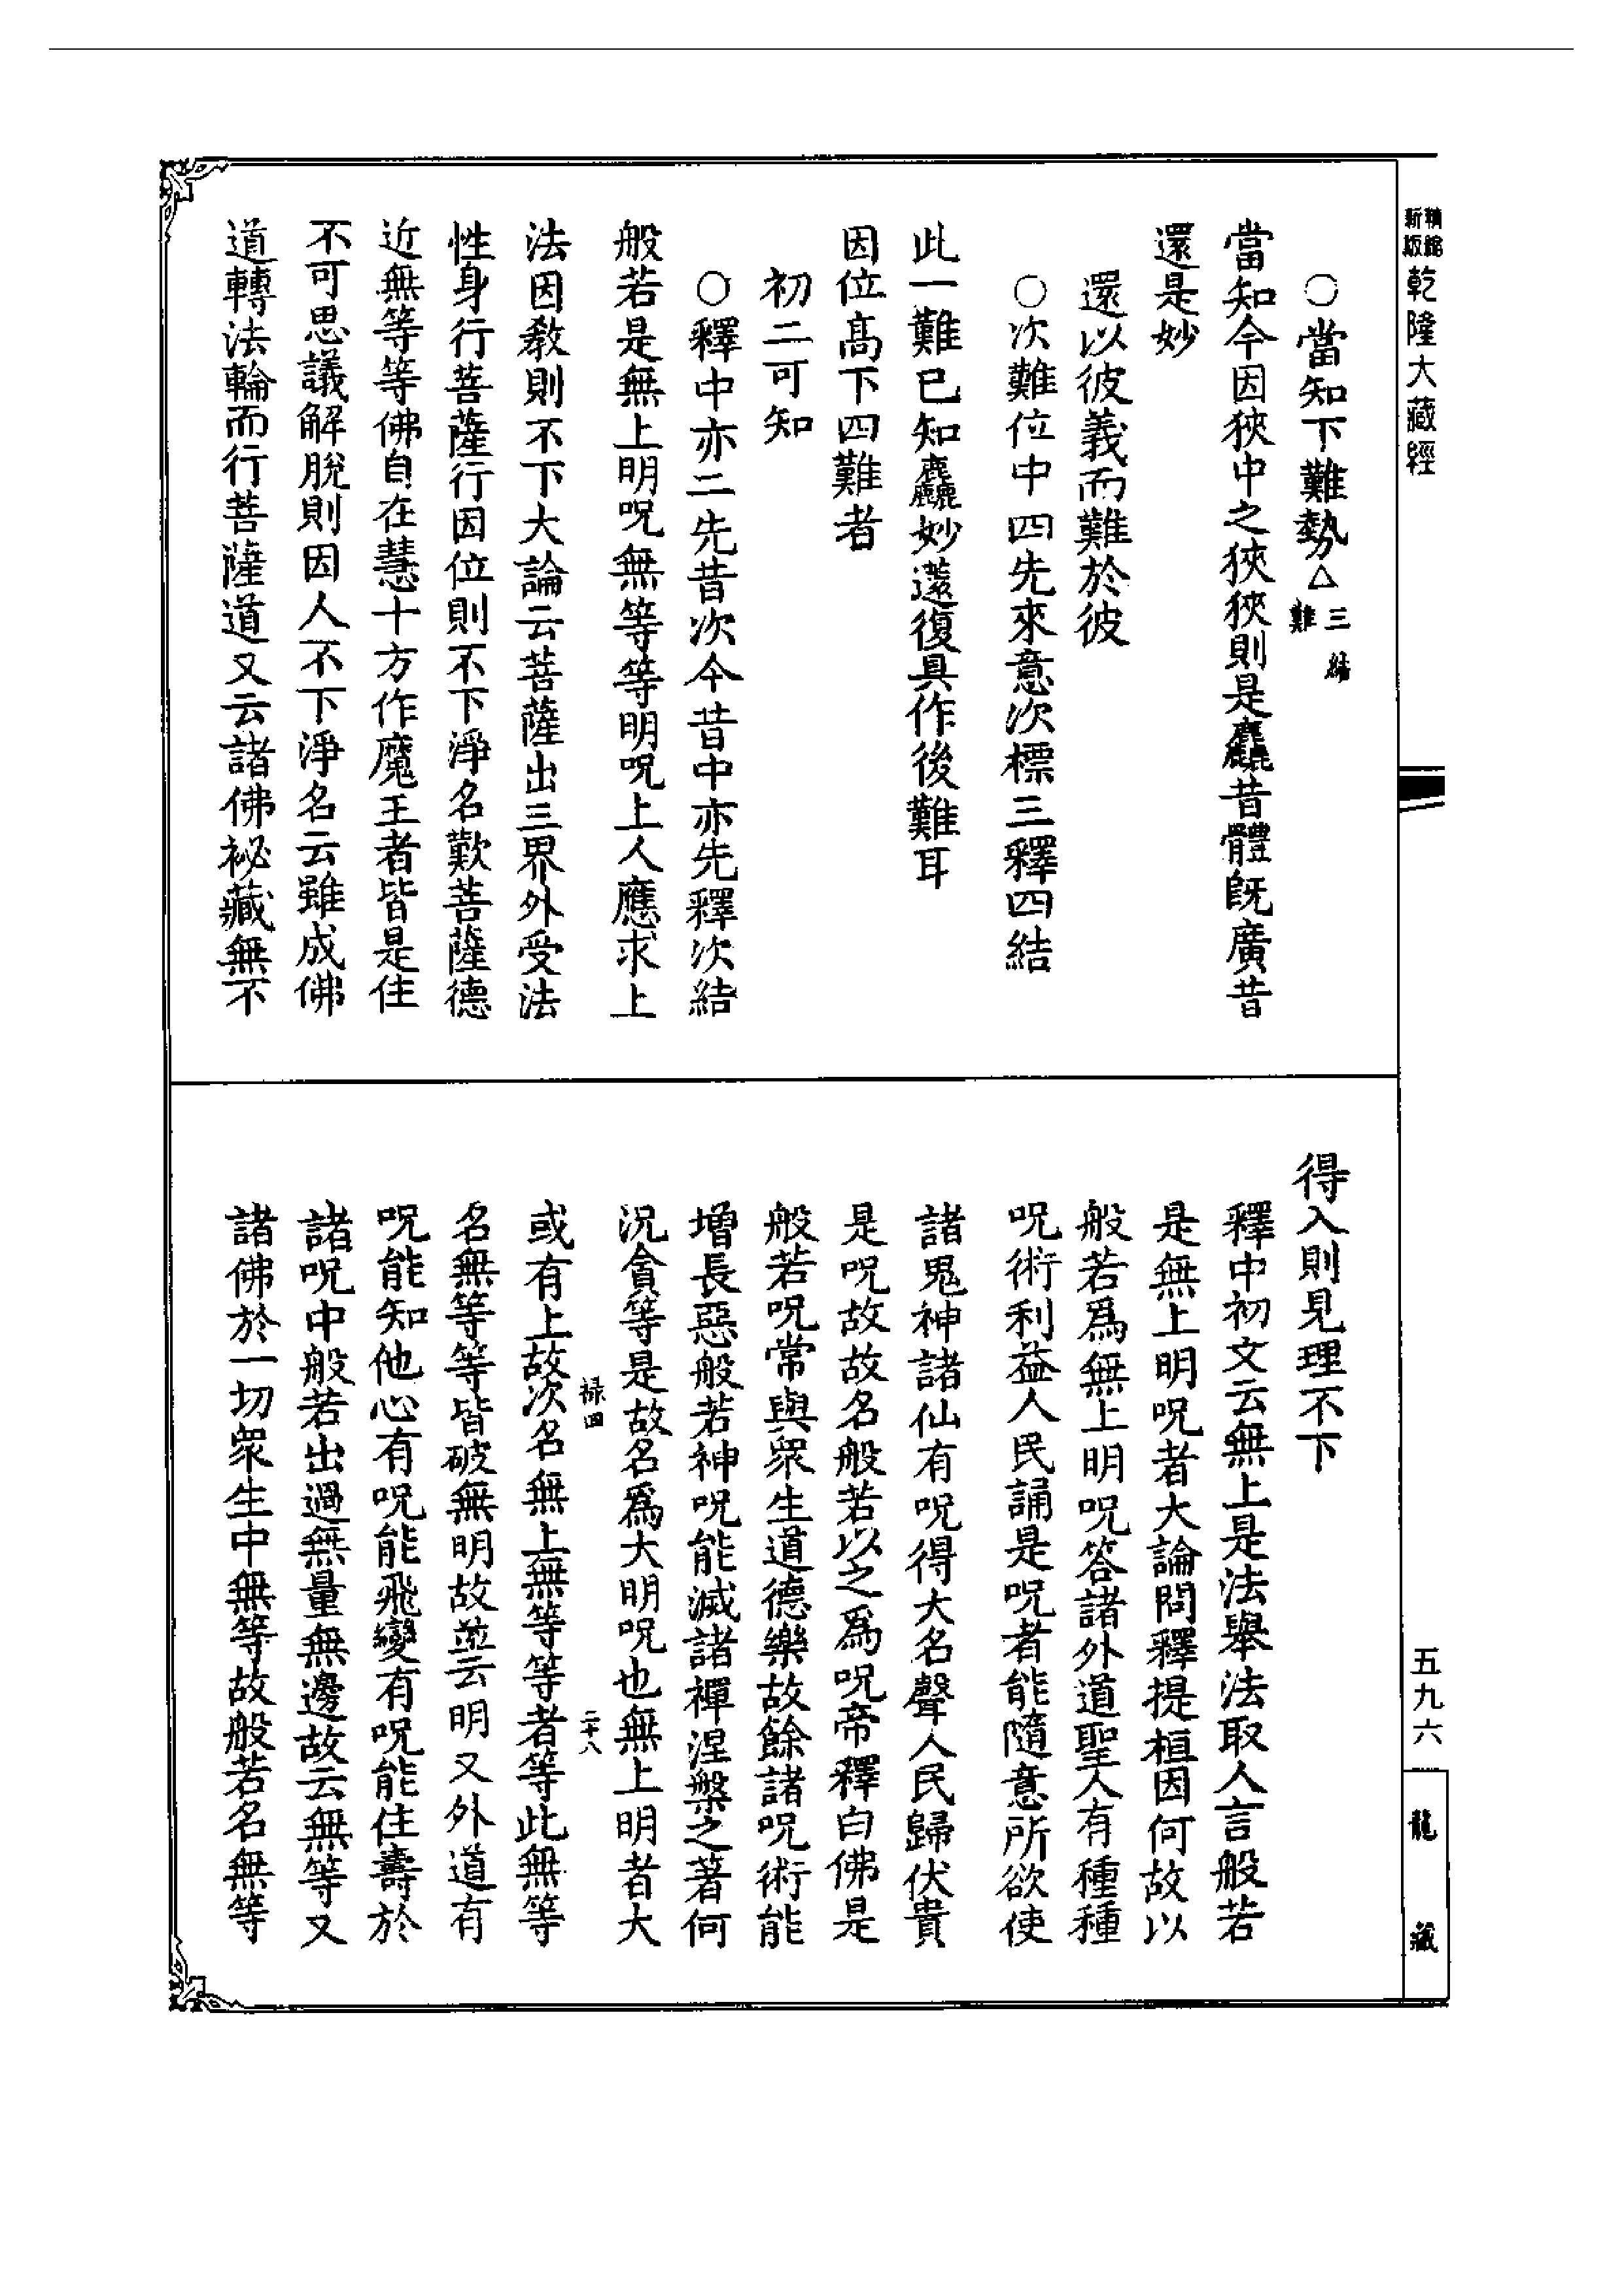 新版精縮乾隆大藏經
○當知下難勢△三結難
當知今因狹中之狹狹則是麤昔體旣廣昔
還是妙
還以彼義而難於彼
○次難位中四先來意次標三釋四結
此一難已知麤妙還復具作後難耳
因位髙下四難者
初二可知
○釋中亦二先昔次今昔中亦先釋次結
般若是無上明呪無等等明呪上人應求上
法因教則不下大論云菩薩出三界外受法
性身行菩薩行因位則不下淨名歎菩薩德
近無等等佛自在慧十方作魔王者皆是住
不可思議解脫則因人不下淨名云雖成佛
道轉法輪而行菩薩道又云諸佛祕藏無不
得入則見理不下
釋中初文云無上是法舉法取人言般若
是無上明呪者大論問釋提桓因何故以
般若爲無上明呪答諸外道聖人有種種
呪術利益人民誦是呪者能隨意所欲使
諸鬼神諸仙有呪得大名聲人民歸伏貴
是呪故故名般若以之爲呪帝釋白佛是
般若呪常與衆生道德樂故餘諸呪術能
增長惡般若神呪能滅諸禪涅槃之著何
況貪等是故名爲大明呪也無上明者大
祿四 二十八
或有上故次名無上無等等者等此無等
名無等等等皆破無明故並云明又外道有
呪能知他心有呪能飛變有呪能住壽於
諸呪中般若出過無量無邊故云無等又
諸佛於一切衆生中無等故般若名無等
五九六
龍藏